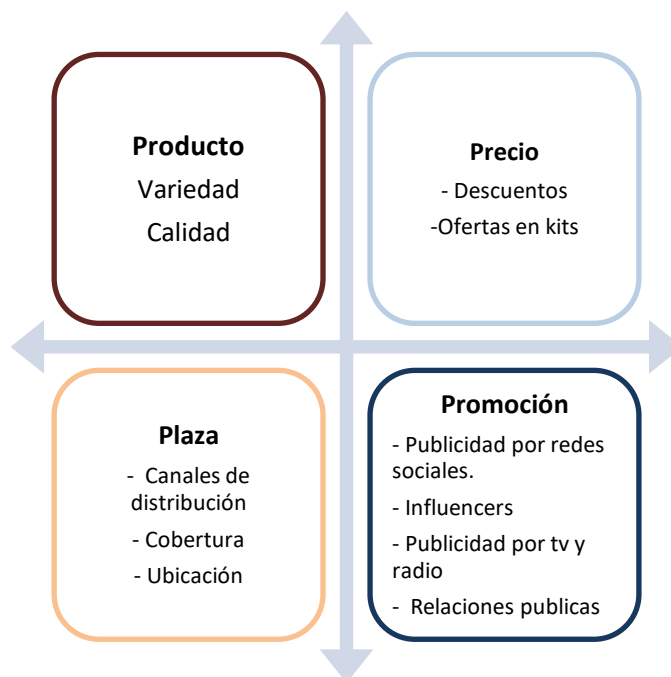 Producto
Variedad
Calidad
Precio
- Descuentos
-Ofertas en kits
Plaza
- Canales de
distribución
- Cobertura
- Ubicación
Promoción
- Publicidad por redes
sociales.
- Influencers
- Publicidad por tv y
radio
- Relaciones publicas